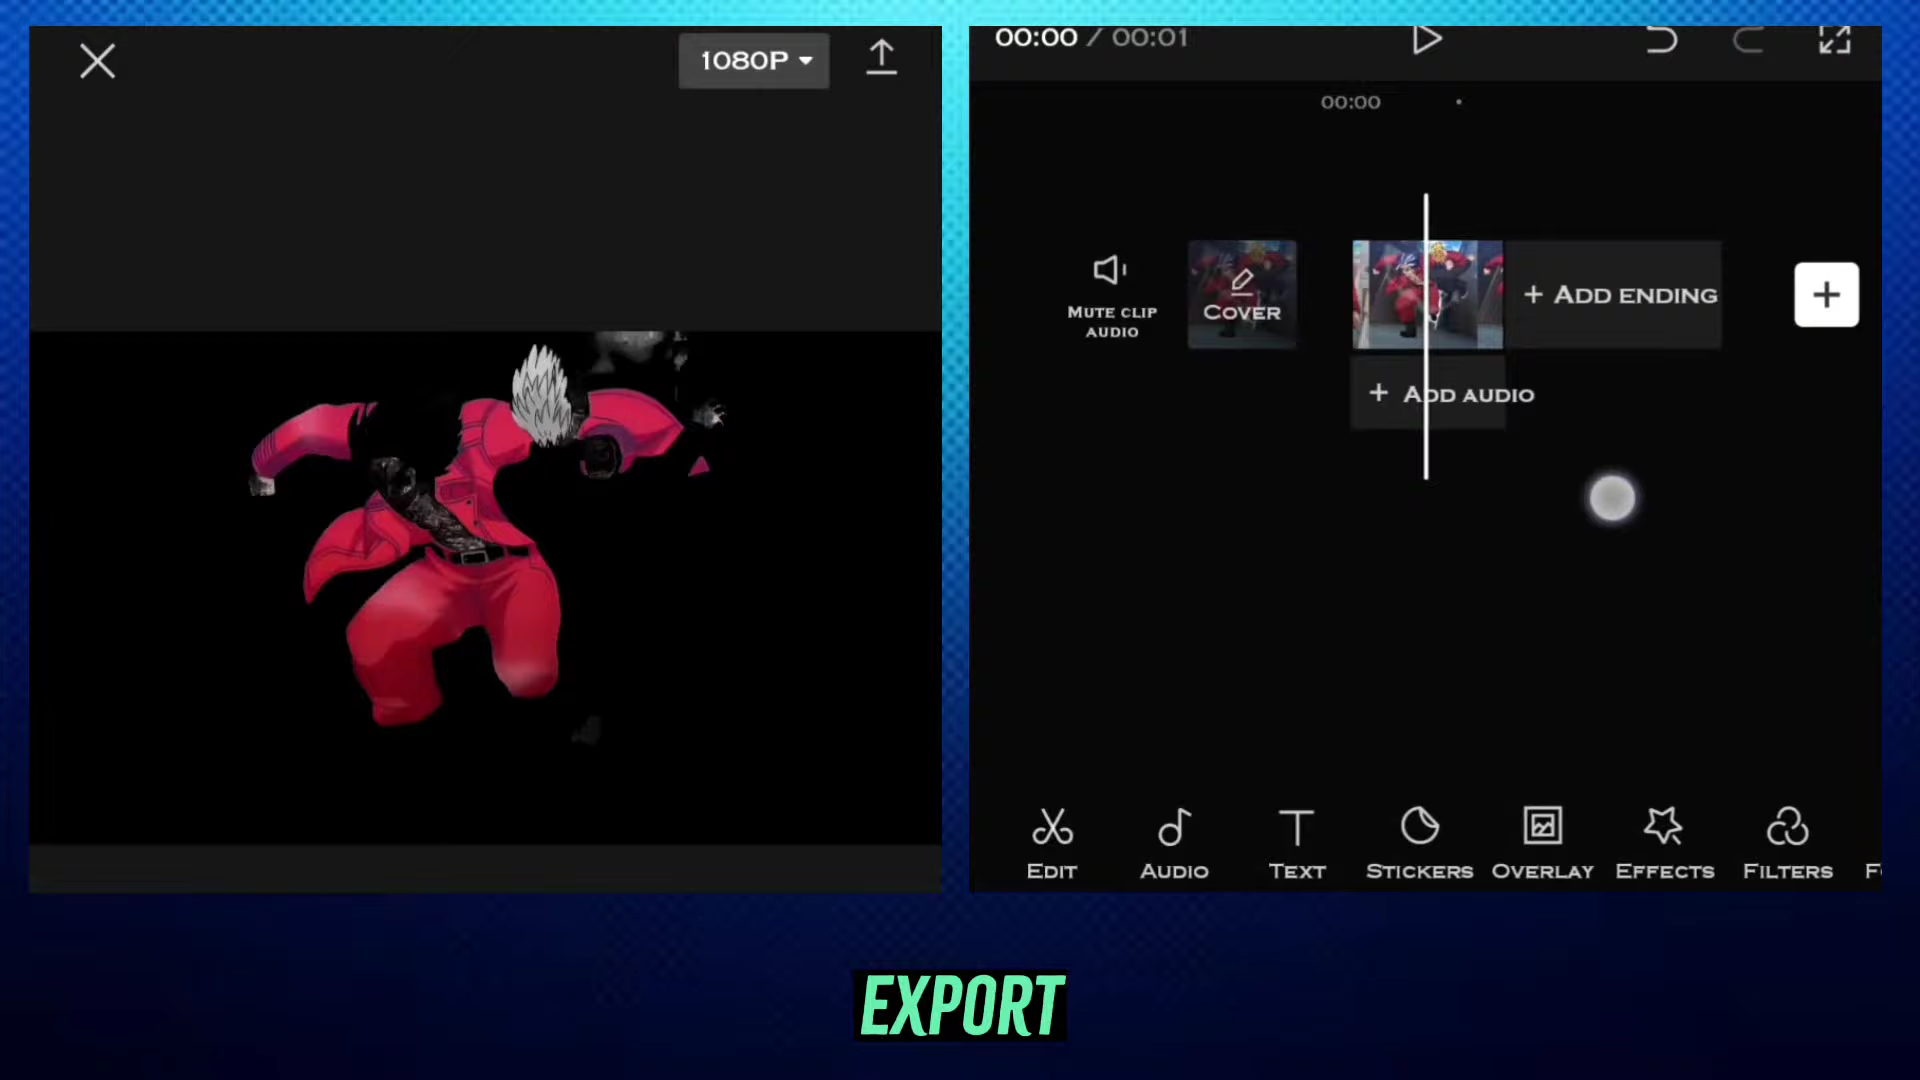 1080P
00:00 / 00:01
00:00
MUTE CLIP
AUDIO
COVER
+ ADD ENDING
+
+ ADD AUDIO
EDIT
AUDIO
TEXT
STICKERS
OVERLAY
EFFECTS
FILTERS
EXPORT